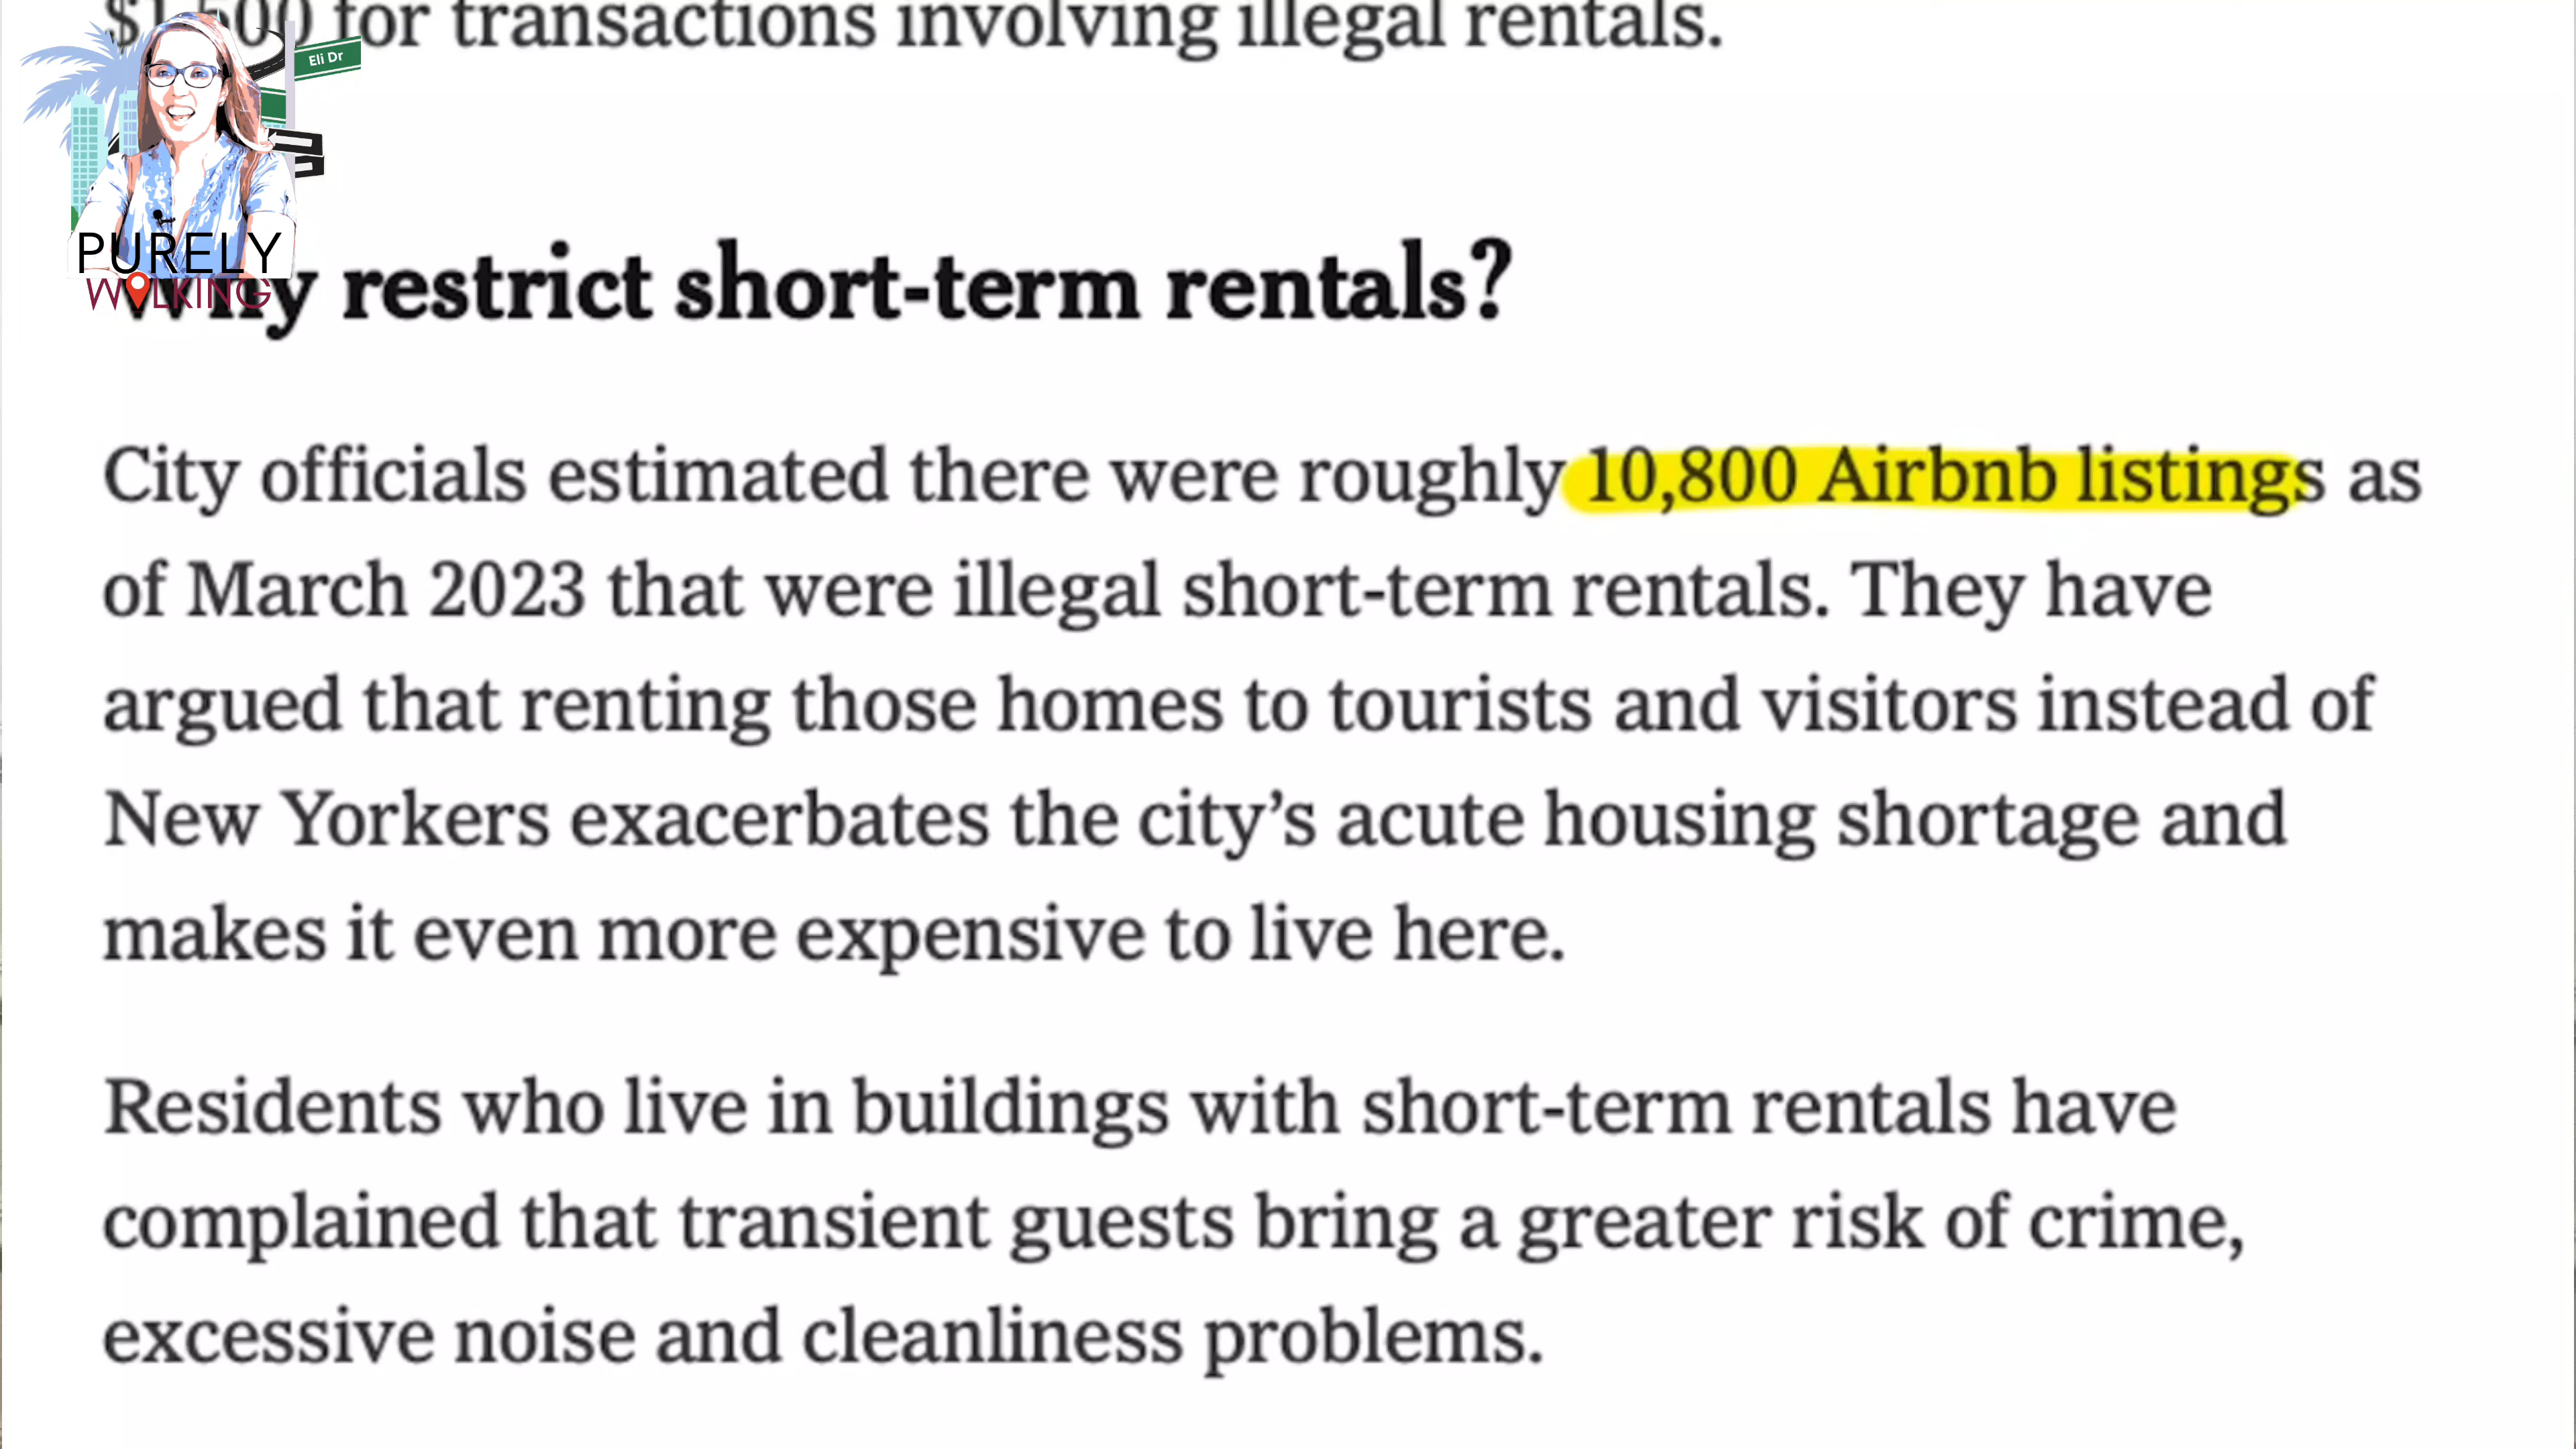 $1,500 for transactions involving illegal rentals.
Eli Dr
PURELY
WALKING
Why restrict short-term rentals?
City officials estimated there were roughly 10,800 Airbnb listings as
of March 2023 that were illegal short-term rentals. They have
argued that renting those homes to tourists and visitors instead of
New Yorkers exacerbates the city’s acute housing shortage and
makes it even more expensive to live here.
Residents who live in buildings with short-term rentals have
complained that transient guests bring a greater risk of crime,
excessive noise and cleanliness problems.